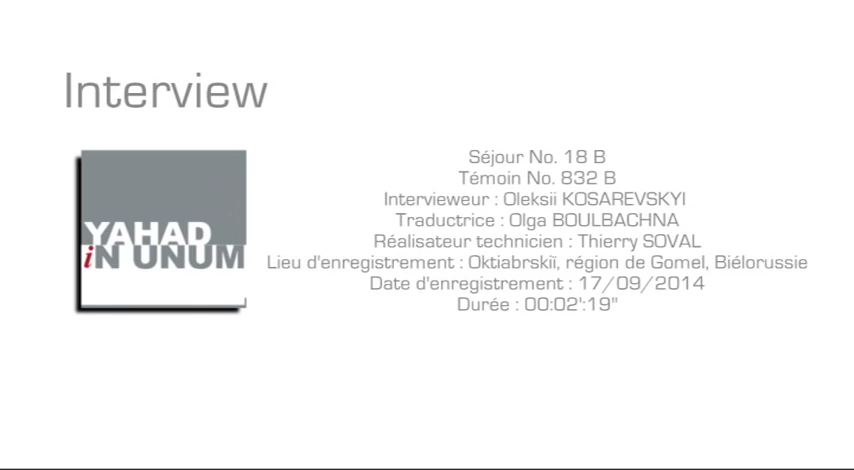 Interview
YAHAD
iN UNUM
Séjour No. 18 B
Témoin No. 832 B
Intervieweur : Oleksii KOSAREVSKYI
Traductrice : Olga BOULBACHNA
Réalisateur technicien : Thierry SOVAL
Lieu d'enregistrement : Oktiabrskiï, région de Gomel, Biélorussie
Date d'enregistrement : 17/09/2014
Durée : 00:02':19"